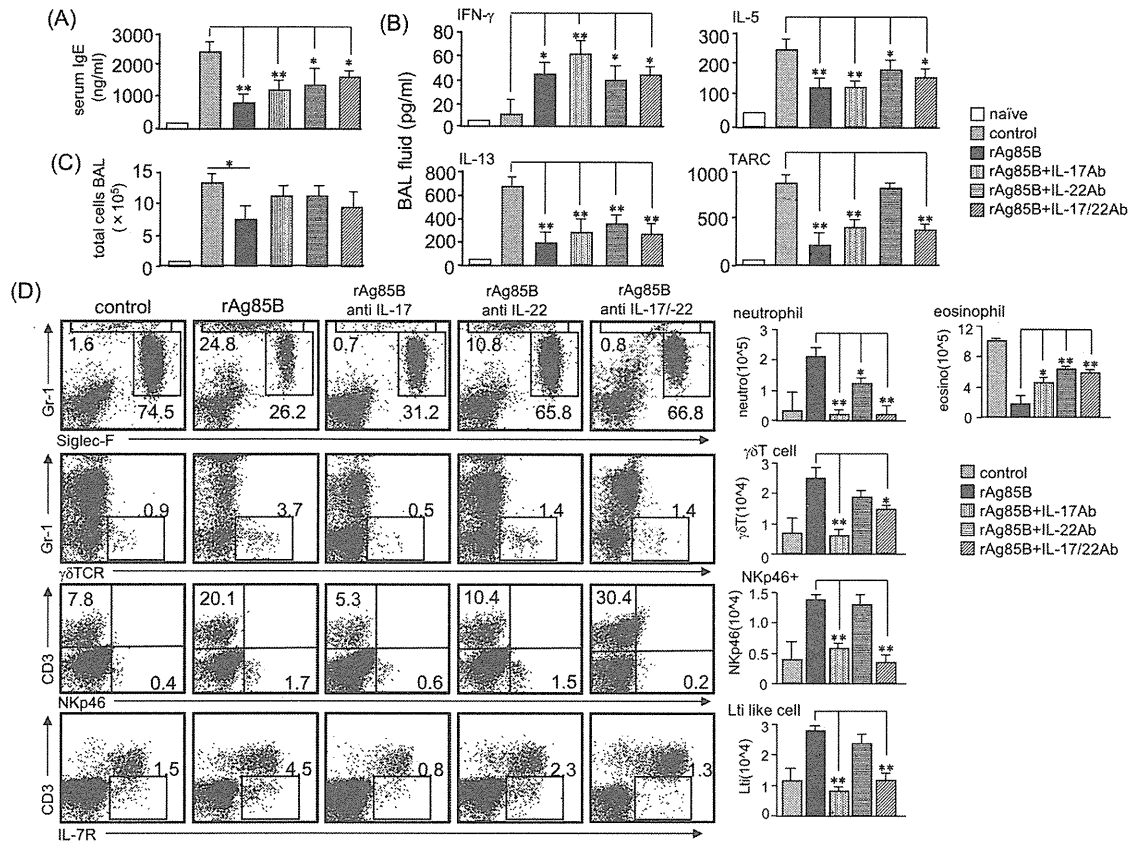 (A)
serum IgE
(ng/ml)
3000
2000
1000
0
** ** * *
(B)
IFN-γ
BAL fluid (pg/ml)
80
60
40
20
0
* ** * *
IL-5
300
200
100
0
** ** * *
naïve
control
rAg85B
rAg85B+IL-17Ab
rAg85B+IL-22Ab
rAg85B+IL-17/22Ab
(C)
total cells BAL
(×10⁵)
15
10
5
0
*
IL-13
800
600
400
200
0
** ** ** **
TARC
1000
500
0
** ** **
(D)
control
rAg85B
rAg85B
anti IL-17
rAg85B
anti IL-22
rAg85B
anti IL-17/-22
Gr-1
1.6 24.8 0.7 10.8 0.8
74.5 26.2 31.2 65.8 66.8
Siglec-F
Gr-1
0.9 3.7 0.5 1.4 1.4
γδTCR
CD3
7.8 20.1 5.3 10.4 30.4
0.4 1.7 0.6 1.5 0.2
NKp46
CD3
1.5 4.5 0.8 2.3 1.3
IL-7R
neutrophil
neutro(10^5)
3
2
1
0
** * **
eosinophil
eosino(10^5)
10
5
0
* ** **
γδT cell
γδT(10^4)
3
2
1
0
** *
control
rAg85B
rAg85B+IL-17Ab
rAg85B+IL-22Ab
rAg85B+IL-17/22Ab
NKp46+
NKp46(10^4)
1.5
1.0
0.5
0
** **
Lti like cell
Lti(10^4)
3
2
1
0
** **